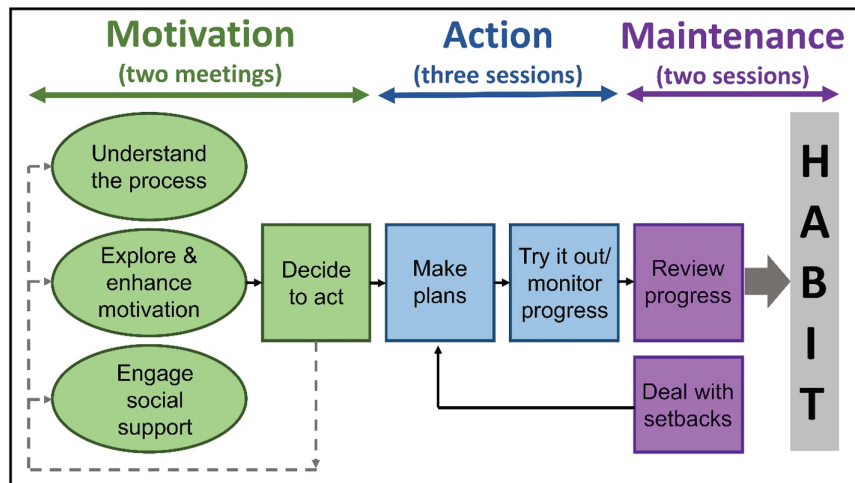 Motivation
(two meetings)
Action
(three sessions)
Maintenance
(two sessions)
Understand
the process
Explore &
enhance
motivation
Engage
social
support
Decide
to act
Make
plans
Try it out/
monitor
progress
Review
progress
Deal with
setbacks
H
A
B
I
T